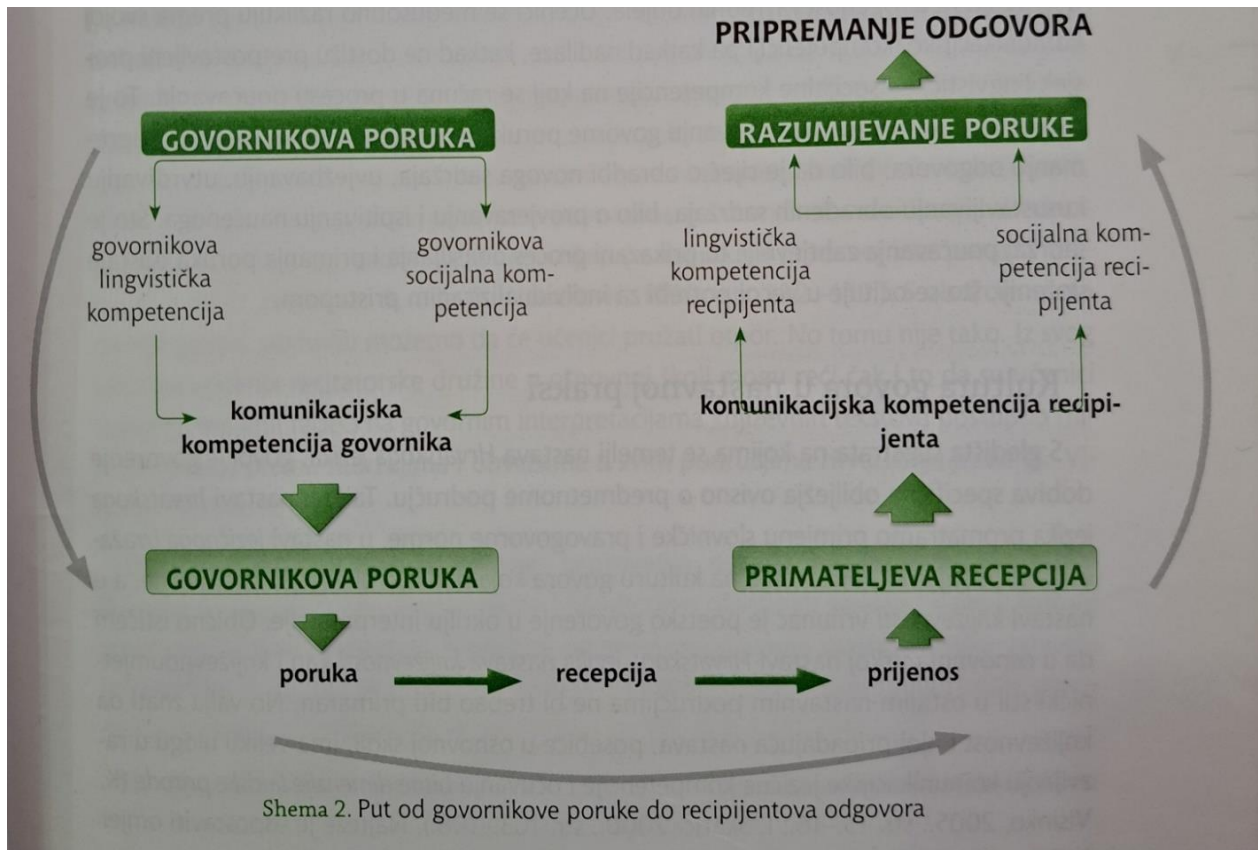 PRIPREMANJE ODGOVORA
GOVORNIKOVA PORUKA
RAZUMIJEVANJE PORUKE
govornikova
lingvistička
kompetencija
govornikova
socijalna kom-
petencija
lingvistička
kompetencija
recipijenta
socijalna kom-
petencija reci-
pijenta
komunikacijska
kompetencija govornika
komunikacijska kompetencija recipi-
jenta
GOVORNIKOVA PORUKA
PRIMATELJEVA RECEPCIJA
poruka
recepcija
prijenos
Shema 2. Put od govornikove poruke do recipijentova odgovora